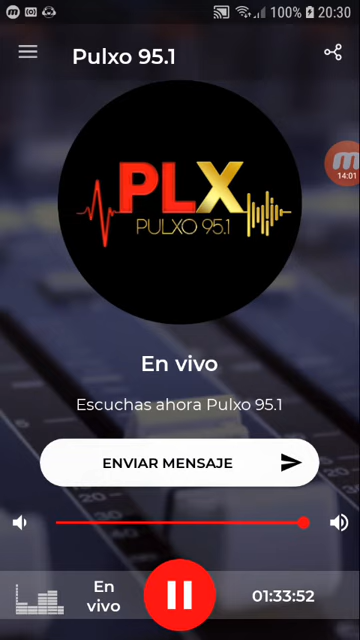 100% 20:30
Pulxo 95.1
PLX
PULXO 95.1
14:01
En vivo
Escuchas ahora Pulxo 95.1
ENVIAR MENSAJE
En
vivo
01:33:52